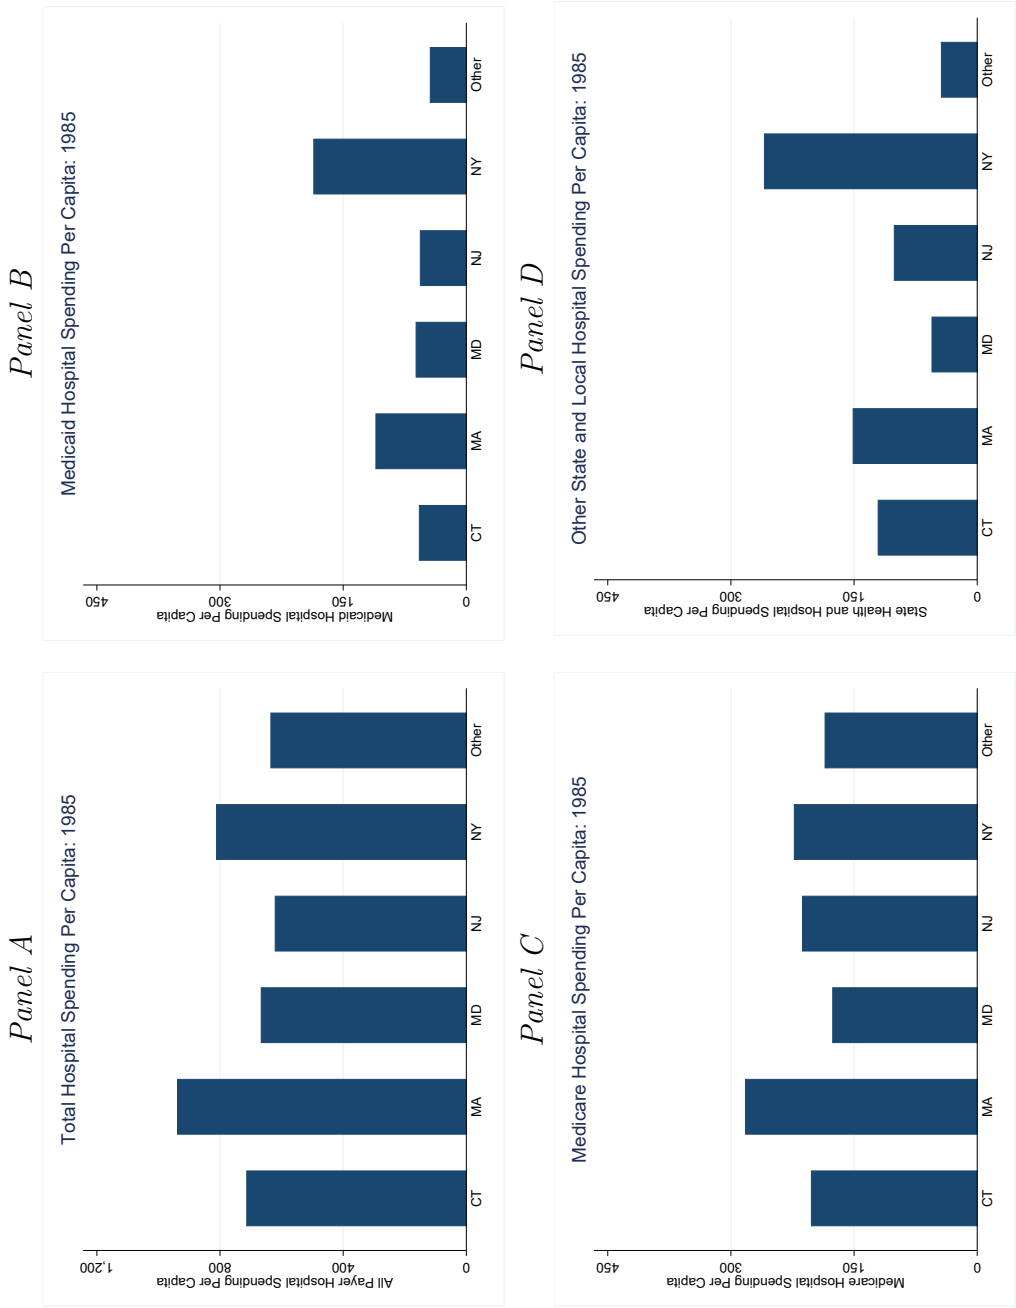 Panel A
Total Hospital Spending Per Capita: 1985
All Payer Hospital Spending Per Capita
1,200
800
400
0
CT MA MD NJ NY Other
Panel B
Medicaid Hospital Spending Per Capita: 1985
Medicaid Hospital Spending Per Capita
450
300
150
0
CT MA MD NJ NY Other
Panel C
Medicare Hospital Spending Per Capita: 1985
Medicare Hospital Spending Per Capita
450
300
150
0
CT MA MD NJ NY Other
Panel D
Other State and Local Hospital Spending Per Capita: 1985
State Health and Hospital Spending Per Capita
450
300
150
0
CT MA MD NJ NY Other